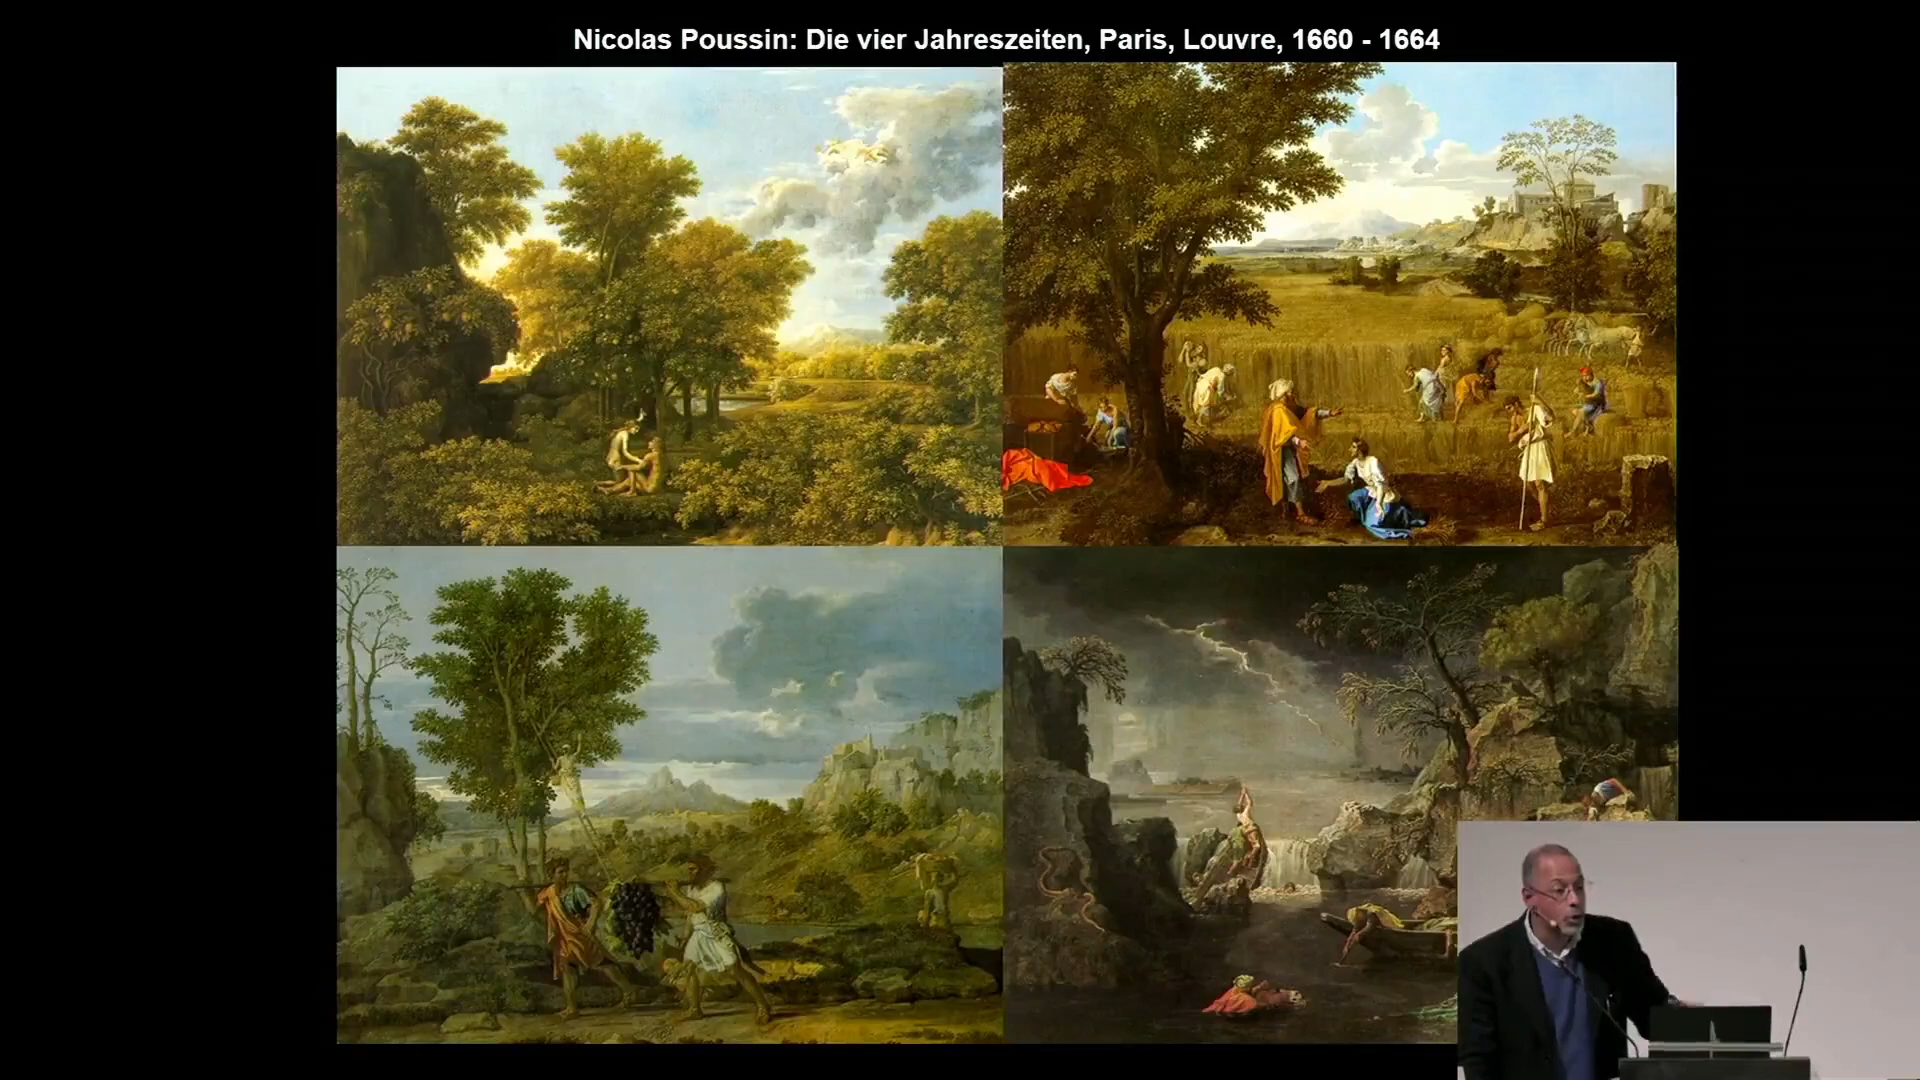 Nicolas Poussin: Die vier Jahreszeiten, Paris, Louvre, 1660 - 1664